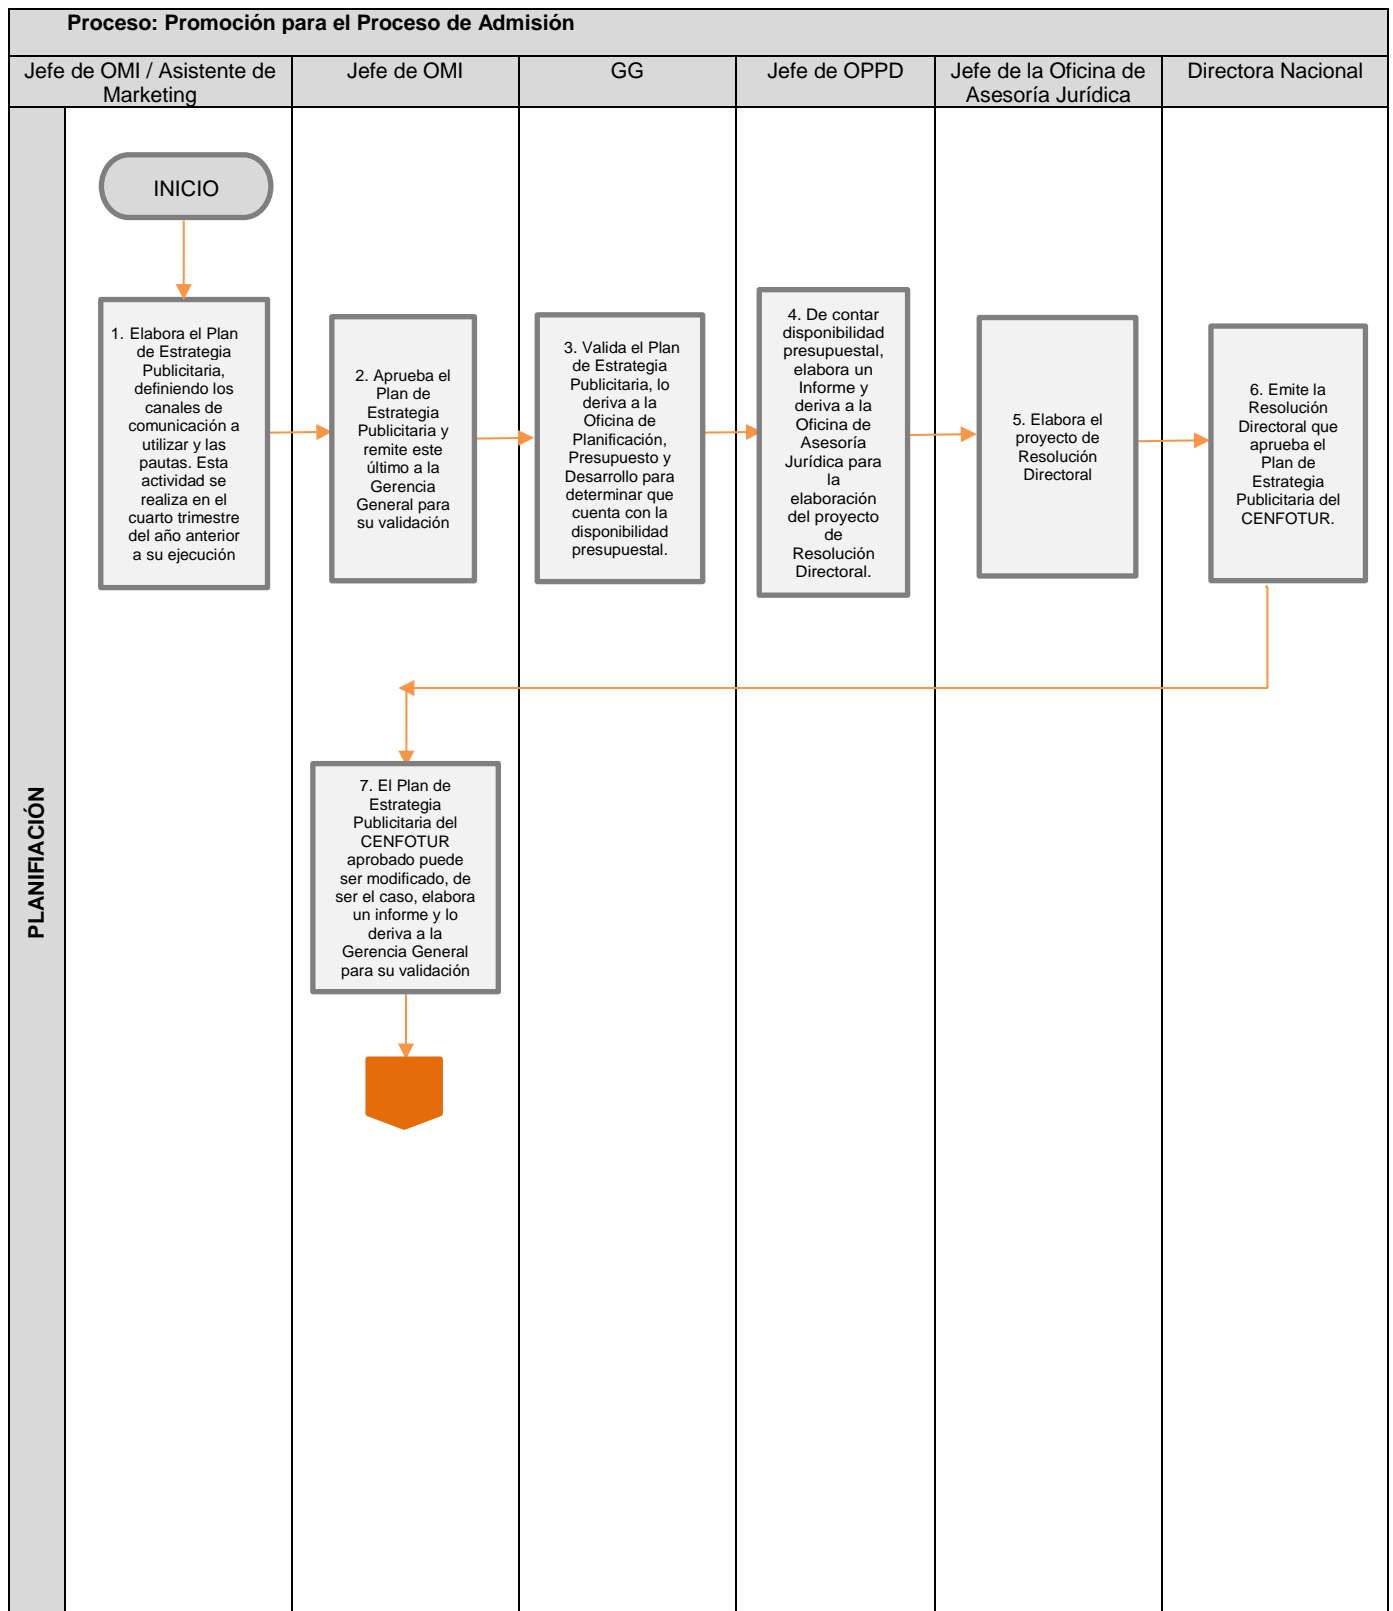 Proceso: Promoción para el Proceso de Admisión
Jefe de OMI / Asistente de
Marketing
Jefe de OMI
GG
Jefe de OPPD
Jefe de la Oficina de
Asesoría Jurídica
Directora Nacional
PLANIFIACIÓN
INICIO
1. Elabora el Plan
de Estrategia
Publicitaria,
definiendo los
canales de
comunicación a
utilizar y las
pautas. Esta
actividad se
realiza en el
cuarto trimestre
del año anterior
a su ejecución
2. Aprueba el
Plan de
Estrategia
Publicitaria y
remite este
último a la
Gerencia
General para
su validación
3. Valida el Plan
de Estrategia
Publicitaria, lo
deriva a la
Oficina de
Planificación,
Presupuesto y
Desarrollo para
determinar que
cuenta con la
disponibilidad
presupuestal.
4. De contar
disponibilidad
presupuestal,
elabora un
Informe y
deriva a la
Oficina de
Asesoría
Jurídica para
la
elaboración
del proyecto
de
Resolución
Directoral.
5. Elabora el
proyecto de
Resolución
Directoral
6. Emite la
Resolución
Directoral que
aprueba el
Plan de
Estrategia
Publicitaria del
CENFOTUR.
7. El Plan de
Estrategia
Publicitaria del
CENFOTUR
aprobado puede
ser modificado, de
ser el caso, elabora
un informe y lo
deriva a la
Gerencia General
para su validación